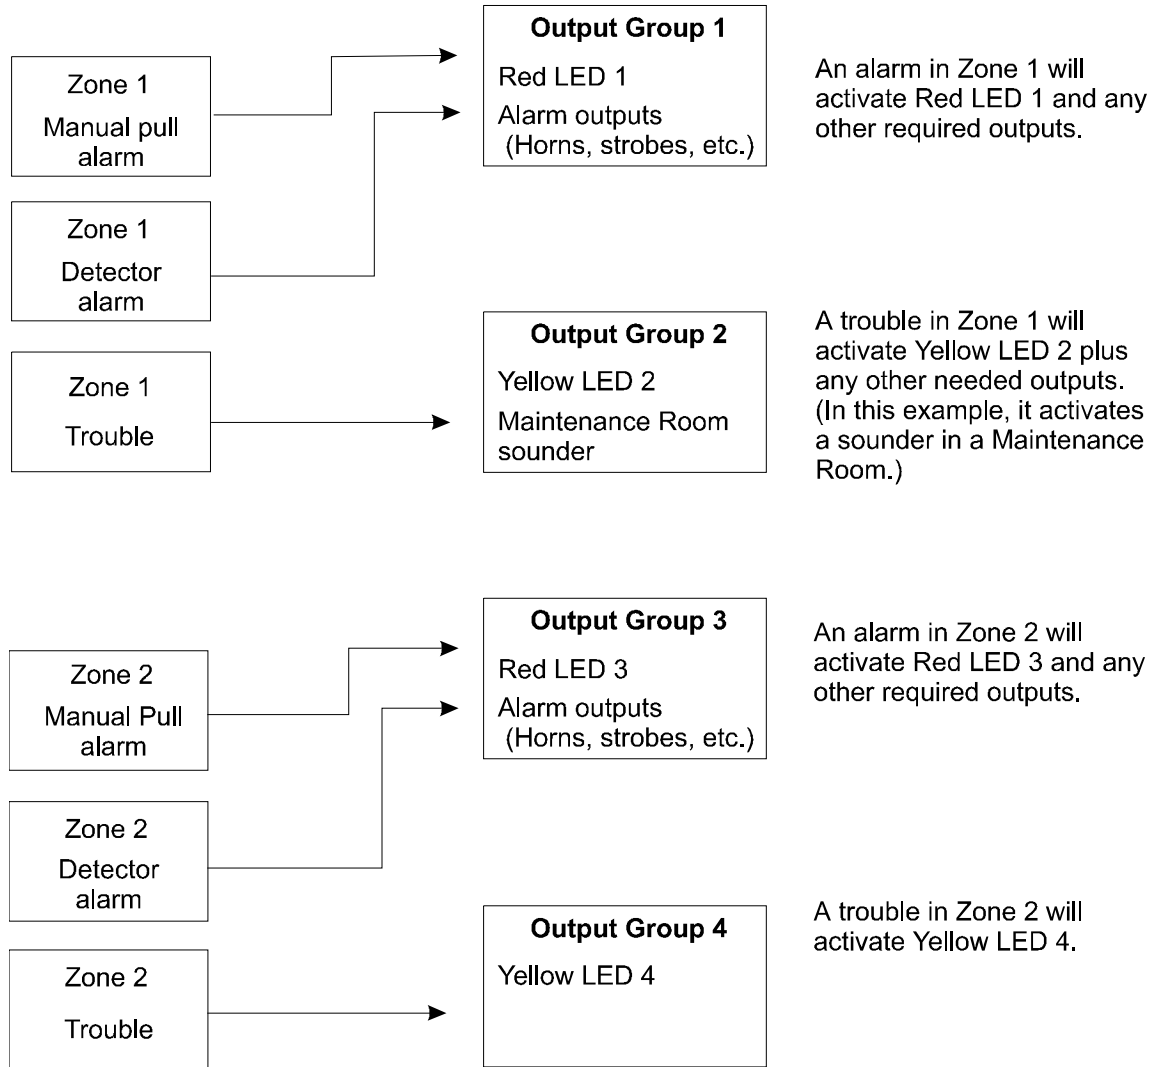 Zone 1
Manual pull
alarm
Output Group 1
Red LED 1
Alarm outputs
(Horns, strobes, etc.)
An alarm in Zone 1 will
activate Red LED 1 and any
other required outputs.
Zone 1
Detector
alarm
Zone 1
Trouble
Output Group 2
Yellow LED 2
Maintenance Room
sounder
A trouble in Zone 1 will
activate Yellow LED 2 plus
any other needed outputs.
(In this example, it activates
a sounder in a Maintenance
Room.)
Zone 2
Manual Pull
alarm
Output Group 3
Red LED 3
Alarm outputs
(Horns, strobes, etc.)
An alarm in Zone 2 will
activate Red LED 3 and any
other required outputs.
Zone 2
Detector
alarm
Zone 2
Trouble
Output Group 4
Yellow LED 4
A trouble in Zone 2 will
activate Yellow LED 4.